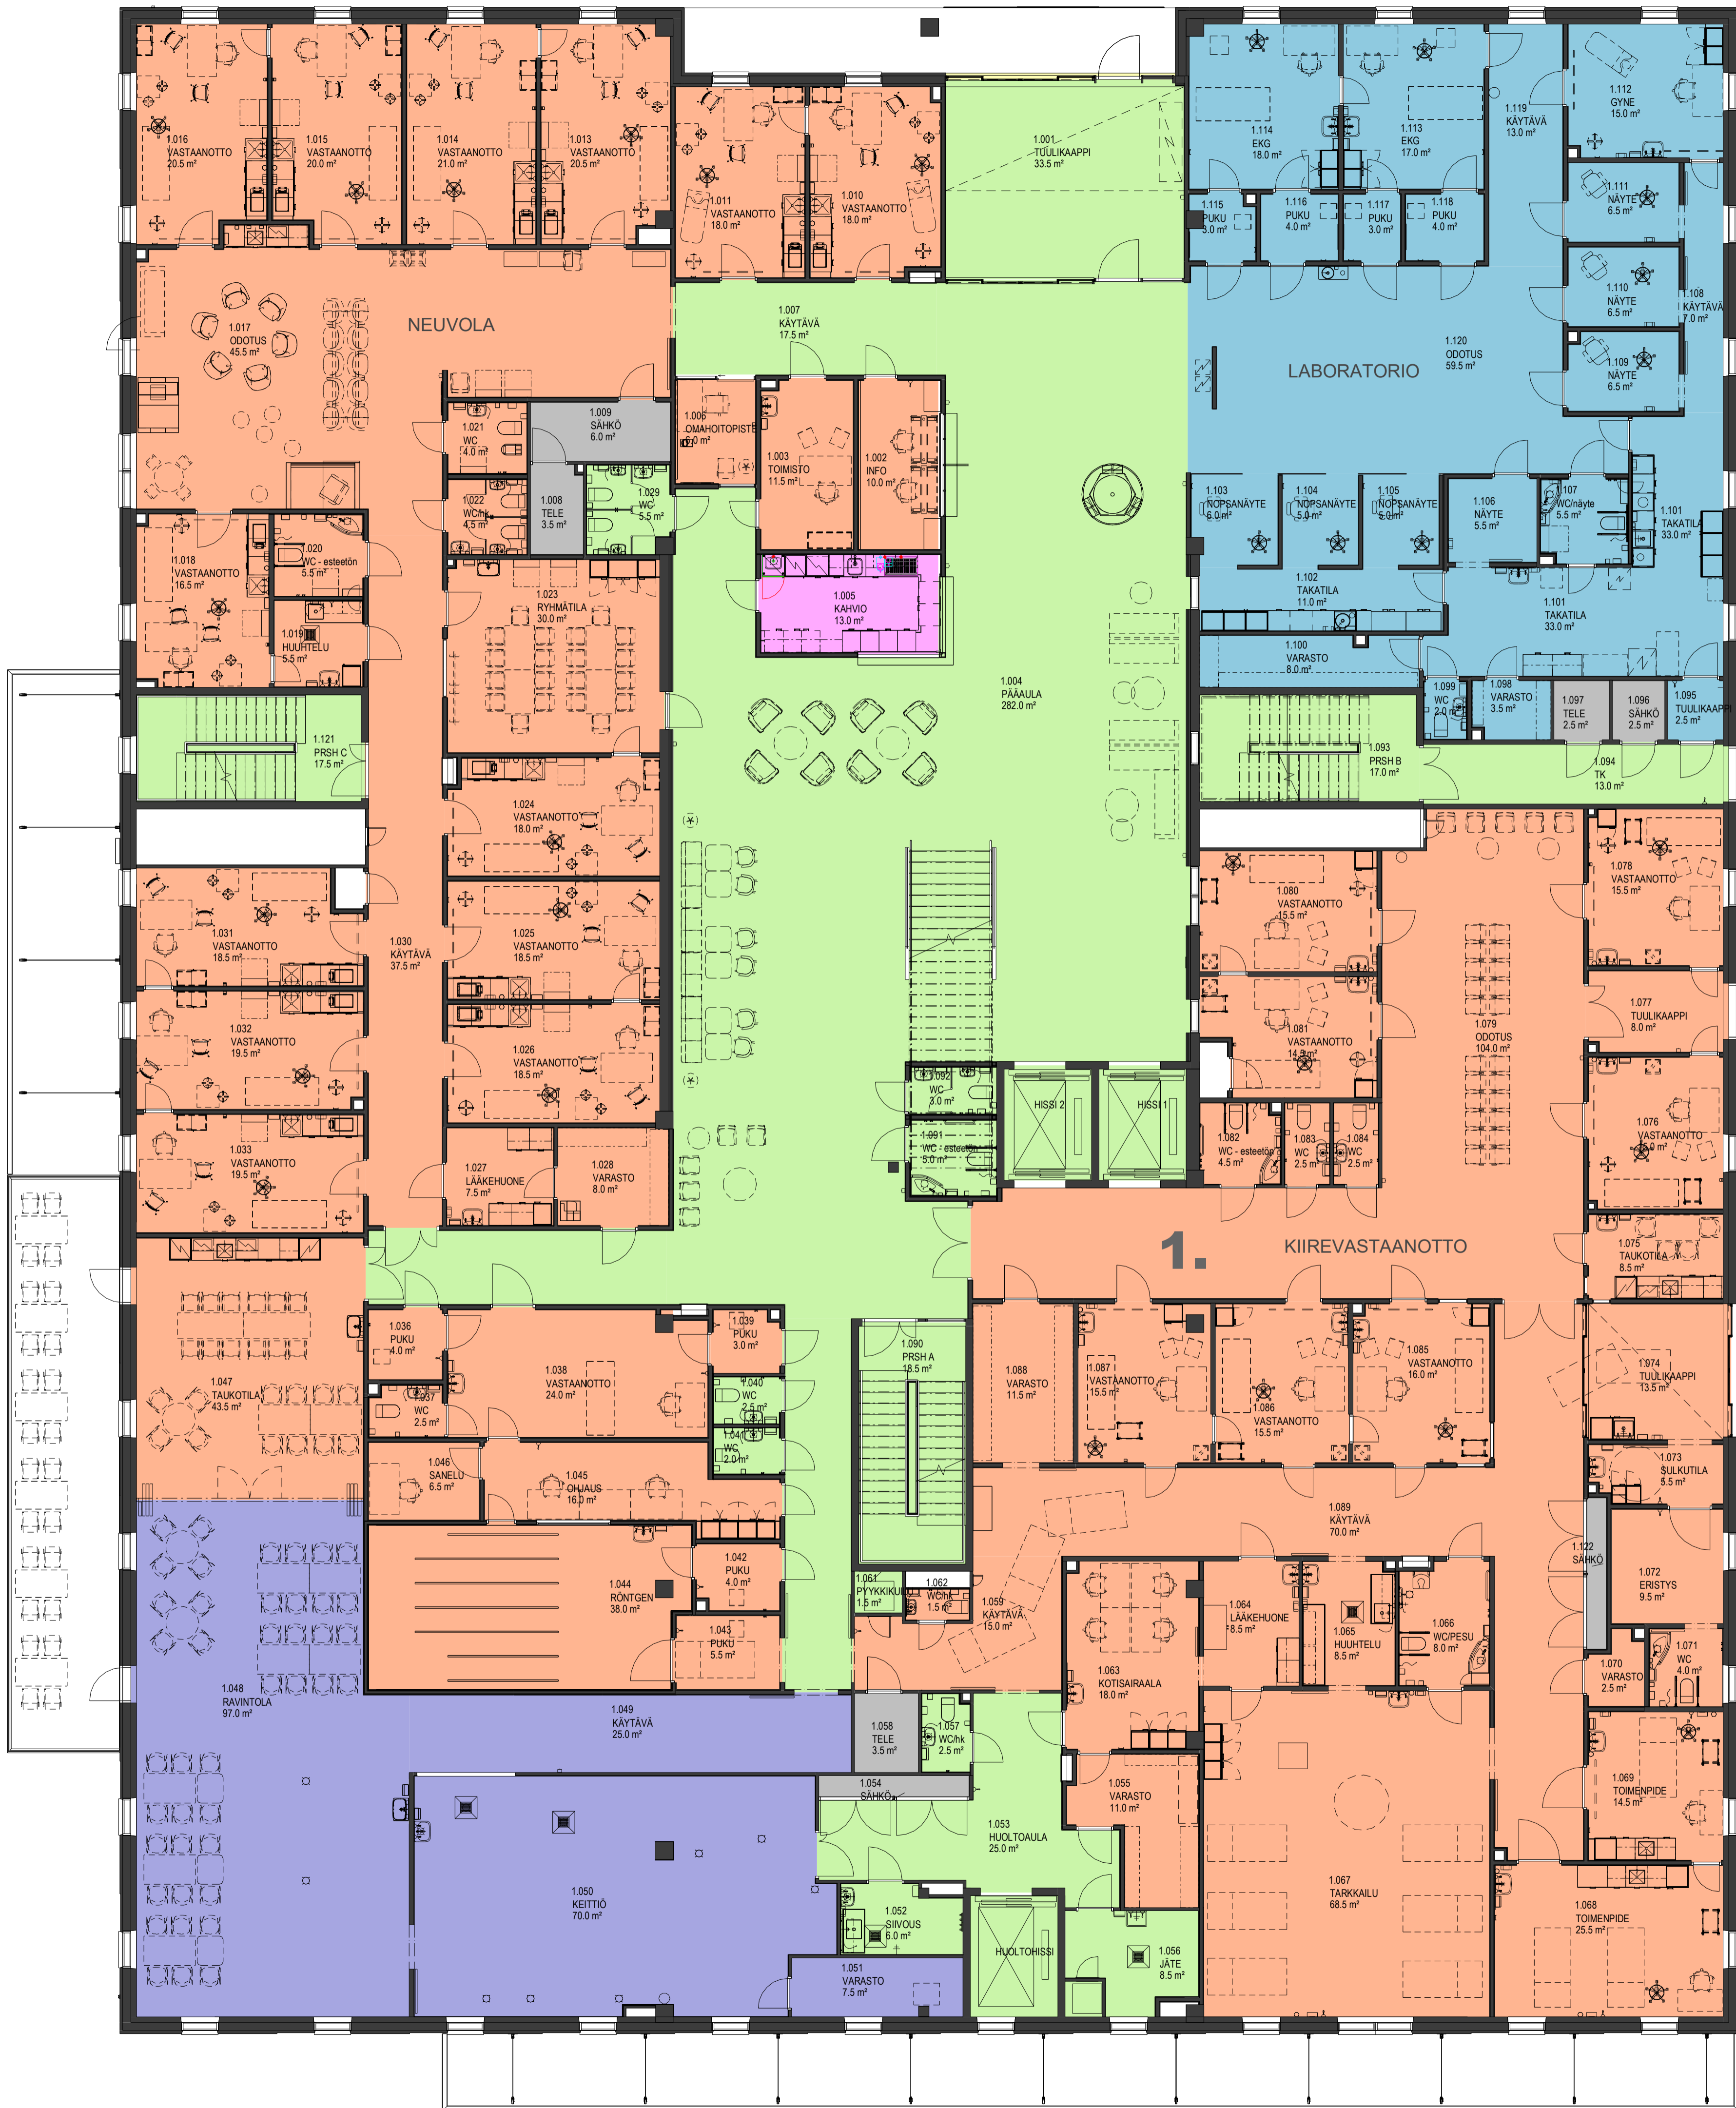 1.016
VASTAANOTTO
20.5 m²
1.015
VASTAANOTTO
20.0 m²
1.014
VASTAANOTTO
21.0 m²
1.013
VASTAANOTTO
20.5 m²
1.011
VASTAANOTTO
18.0 m²
1.010
VASTAANOTTO
18.0 m²
1.001
TUULIKAAPPI
33.5 m²
1.114
EKG
18.0 m²
1.113
EKG
17.0 m²
1.119
KÄYTÄVÄ
13.0 m²
1.112
GYNE
15.0 m²
1.115
PUKU
3.0 m²
1.116
PUKU
4.0 m²
1.117
PUKU
3.0 m²
1.118
PUKU
4.0 m²
1.111
NÄYTE
6.5 m²
1.110
NÄYTE
6.5 m²
1.108
KÄYTÄVÄ
7.0 m²
1.109
NÄYTE
6.5 m²
1.017
ODOTUS
45.5 m²
NEUVOLA
1.007
KÄYTÄVÄ
17.5 m²
LABORATORIO
1.120
ODOTUS
59.5 m²
1.021
WC
4.0 m²
1.009
SÄHKÖ
6.0 m²
1.006
OMAHOITOPISTE
6.0 m²
1.003
TOIMISTO
11.5 m²
1.002
INFO
10.0 m²
1.022
WC/hk
4.5 m²
1.008
TELE
3.5 m²
1.029
WC
5.5 m²
1.103
NOPSANÄYTE
6.0 m²
1.104
NOPSANÄYTE
5.0 m²
1.105
NOPSANÄYTE
5.0 m²
1.106
NÄYTE
5.5 m²
1.107
WC/näyte
5.5 m²
1.101
TAKATILA
33.0 m²
1.018
VASTAANOTTO
16.5 m²
1.020
WC - esteetön
5.5 m²
1.019
HUUHTELU
5.5 m²
1.023
RYHMÄTILA
30.0 m²
1.005
KAHVIO
13.0 m²
1.102
TAKATILA
11.0 m²
1.101
TAKATILA
33.0 m²
1.100
VARASTO
8.0 m²
1.004
PÄÄAULA
282.0 m²
1.099
WC
2.0 m²
1.098
VARASTO
3.5 m²
1.097
TELE
2.5 m²
1.096
SÄHKÖ
2.5 m²
1.095
TUULIKAAPPI
2.5 m²
1.121
PRSH C
17.5 m²
1.093
PRSH B
17.0 m²
1.094
TK
13.0 m²
1.024
VASTAANOTTO
18.0 m²
1.080
VASTAANOTTO
15.5 m²
1.078
VASTAANOTTO
15.5 m²
1.031
VASTAANOTTO
18.5 m²
1.030
KÄYTÄVÄ
37.5 m²
1.025
VASTAANOTTO
18.5 m²
1.077
TUULIKAAPPI
8.0 m²
1.079
ODOTUS
104.0 m²
1.032
VASTAANOTTO
19.5 m²
1.026
VASTAANOTTO
18.5 m²
1.081
VASTAANOTTO
14.5 m²
1.092
WC
3.0 m²
HISSI 2
HISSI 1
1.076
VASTAANOTTO
15.0 m²
1.033
VASTAANOTTO
19.5 m²
1.027
LÄÄKEHUONE
7.5 m²
1.028
VARASTO
8.0 m²
1.091
WC - esteetön
5.0 m²
1.082
WC - esteetön
4.5 m²
1.083
WC
2.5 m²
1.084
WC
2.5 m²
1.
KIIREVASTAANOTTO
1.075
TAUKOTILA
8.5 m²
1.036
PUKU
4.0 m²
1.039
PUKU
3.0 m²
1.090
PRSH A
18.5 m²
1.088
VARASTO
11.5 m²
1.087
VASTAANOTTO
15.5 m²
1.086
VASTAANOTTO
15.5 m²
1.085
VASTAANOTTO
16.0 m²
1.074
TUULIKAAPPI
13.5 m²
1.047
TAUKOTILA
43.5 m²
1.038
VASTAANOTTO
24.0 m²
1.037
WC
2.5 m²
1.040
WC
2.5 m²
1.041
WC
2.0 m²
1.046
SANELU
6.5 m²
1.045
OHJAUS
16.0 m²
1.073
SULKUTILA
5.5 m²
1.089
KÄYTÄVÄ
70.0 m²
1.122
SÄHKÖ
1.072
ERISTYS
9.5 m²
1.044
RÖNTGEN
38.0 m²
1.042
PUKU
4.0 m²
1.043
PUKU
5.5 m²
1.061
PYYKKIKUILU
1.5 m²
1.062
WC/hk
1.5 m²
1.059
KÄYTÄVÄ
15.0 m²
1.064
LÄÄKEHUONE
8.5 m²
1.065
HUUHTELU
8.5 m²
1.066
WC/PESU
8.0 m²
1.063
KOTISAIRAALA
18.0 m²
1.070
VARASTO
2.5 m²
1.071
WC
4.0 m²
1.048
RAVINTOLA
97.0 m²
1.049
KÄYTÄVÄ
25.0 m²
1.058
TELE
3.5 m²
1.057
WC/hk
2.5 m²
1.054
SÄHKÖ
1.055
VARASTO
11.0 m²
1.069
TOIMENPIDE
14.5 m²
1.053
HUOLTOAULA
25.0 m²
1.050
KEITTIÖ
70.0 m²
1.067
TARKKAILU
68.5 m²
1.068
TOIMENPIDE
25.5 m²
1.052
SIIVOUS
6.0 m²
HUOLTOHISSI
1.056
JÄTE
8.5 m²
1.051
VARASTO
7.5 m²